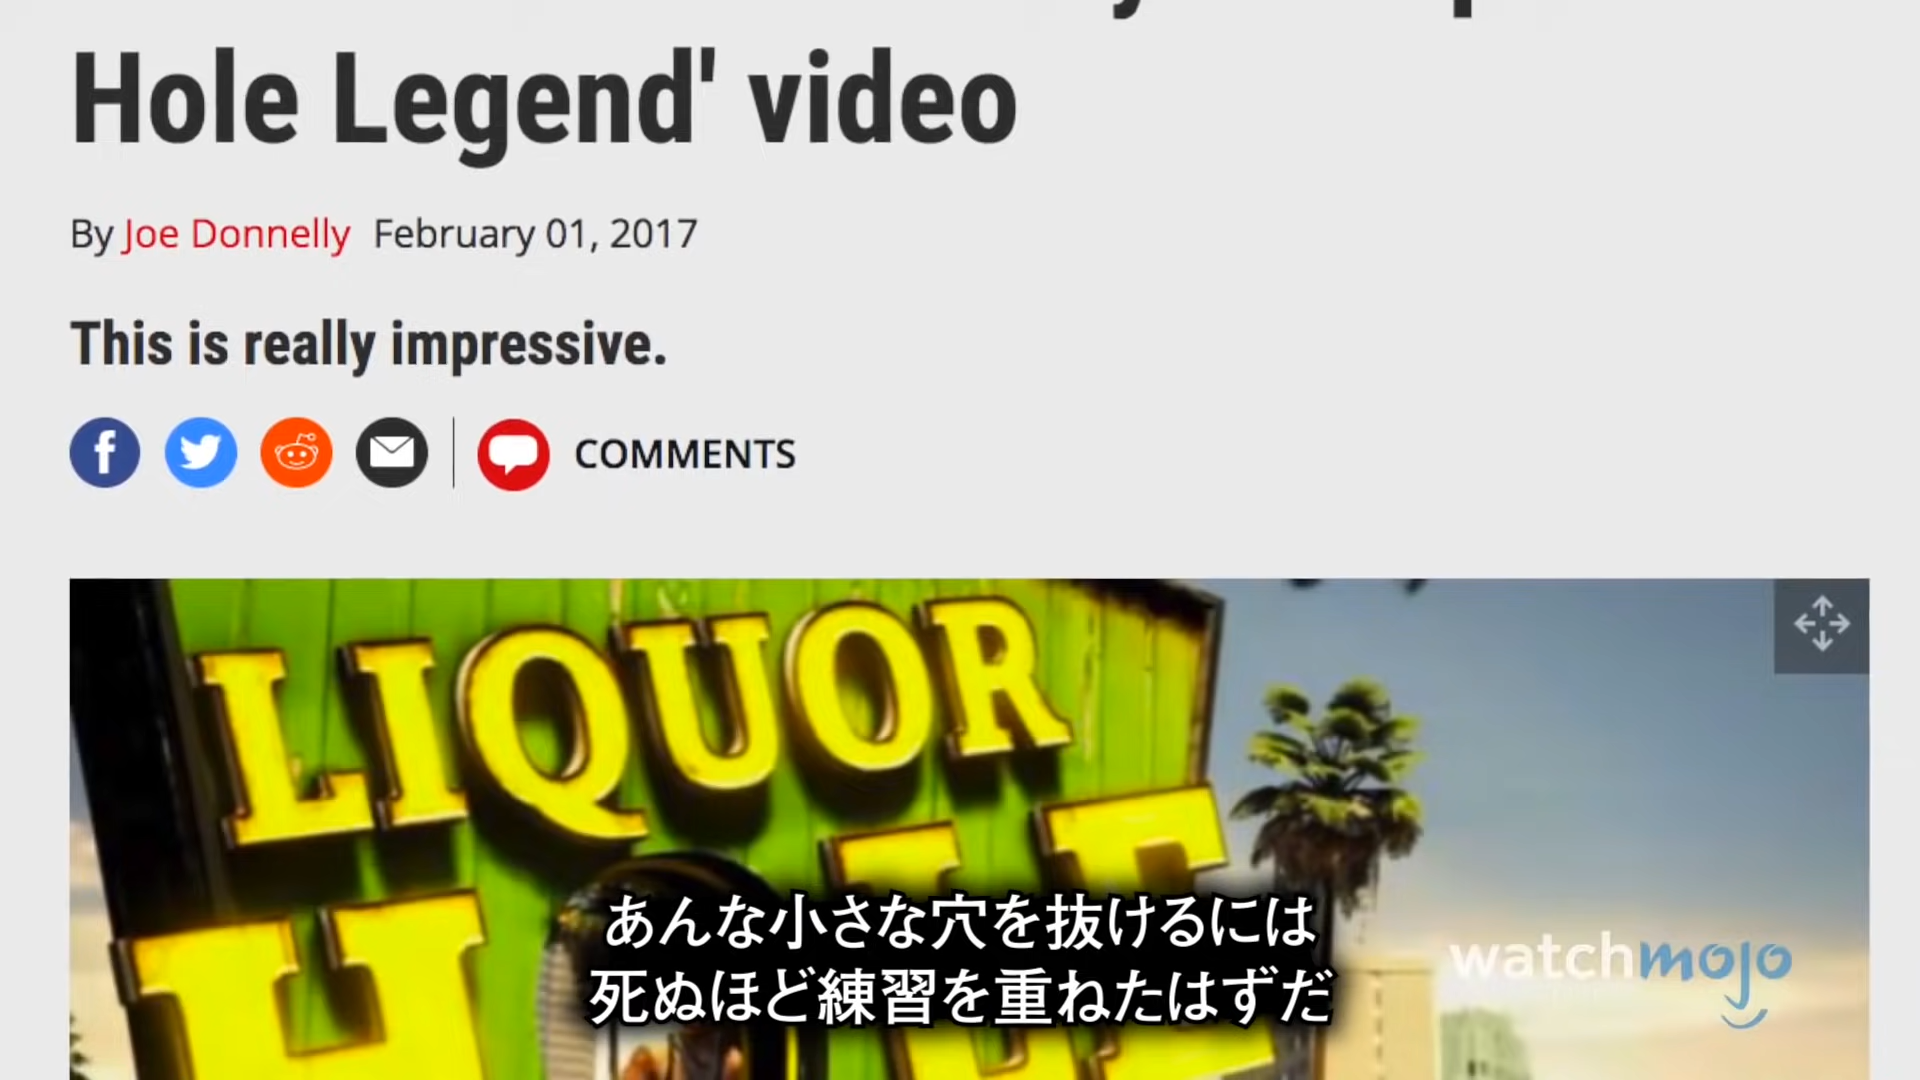 Hole Legend' video
By Joe Donnelly February 01, 2017
This is really impressive.
COMMENTS
LIQUOR
HOLE
あんな小さな穴を抜けるには
死ぬほど練習を重ねたはずだ
watchmojo